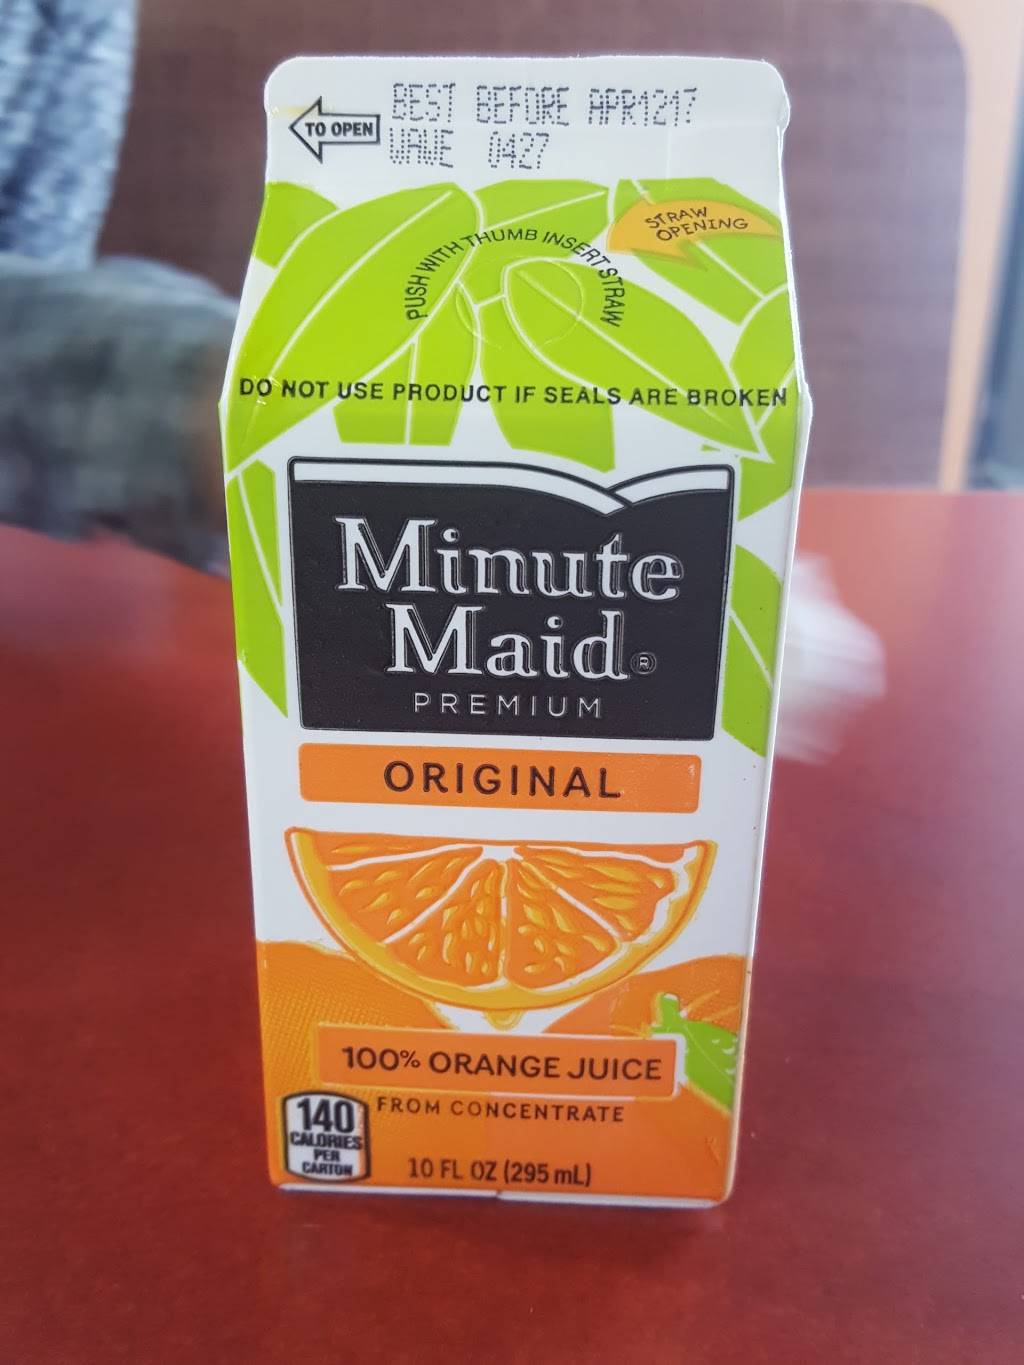 TO OPEN
BEST BEFORE APR1217
WAWE 0427
STRAW
OPENING
PUSH WITH THUMB INSERT STRAW
DO NOT USE PRODUCT IF SEALS ARE BROKEN
Minute
Maid®
PREMIUM
ORIGINAL
100% ORANGE JUICE
FROM CONCENTRATE
140
CALORIES
PER
CARTON
10 FL OZ (295 mL)